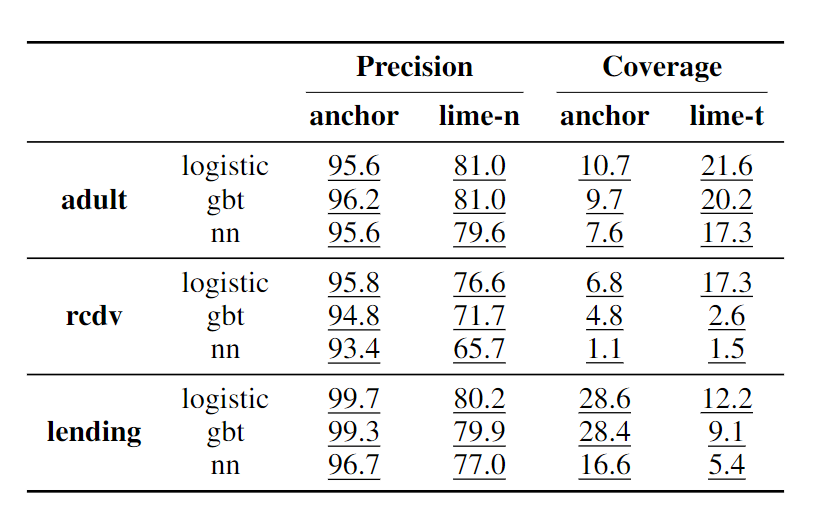 Precision Coverage
anchor lime-n anchor lime-t
logistic 95.6 81.0 10.7 21.6
adult gbt 96.2 81.0 9.7 20.2
nn 95.6 79.6 7.6 17.3
logistic 95.8 76.6 6.8 17.3
rcdv gbt 94.8 71.7 4.8 2.6
nn 93.4 65.7 1.1 1.5
logistic 99.7 80.2 28.6 12.2
lending gbt 99.3 79.9 28.4 9.1
nn 96.7 77.0 16.6 5.4